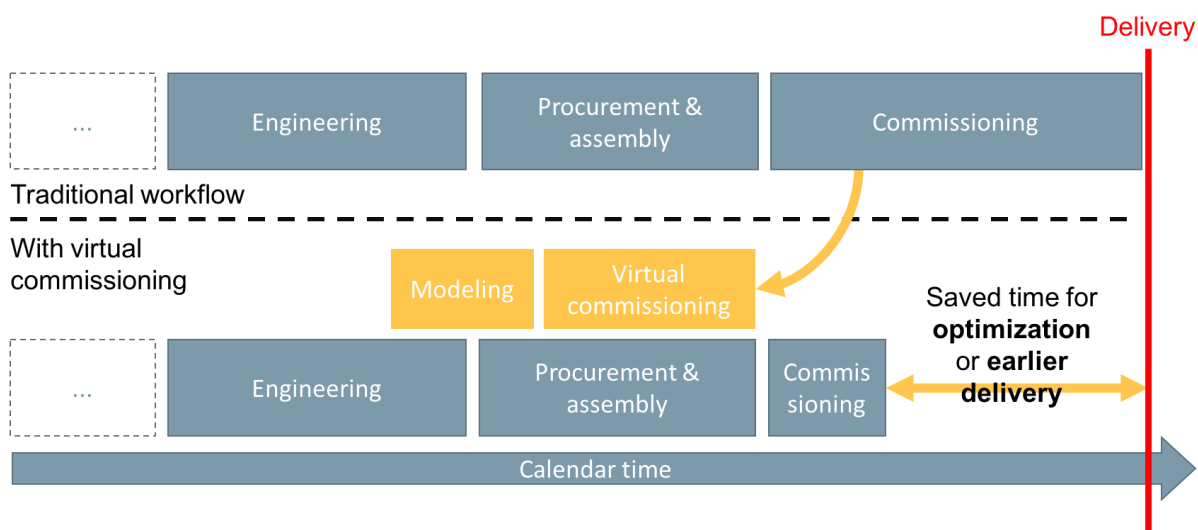 Delivery
...
Engineering
Procurement &
assembly
Commissioning
Traditional workflow
With virtual
commissioning
Modeling
Virtual
commissioning
Saved time for
optimization
or earlier
delivery
...
Engineering
Procurement &
assembly
Commis
sioning
Calendar time